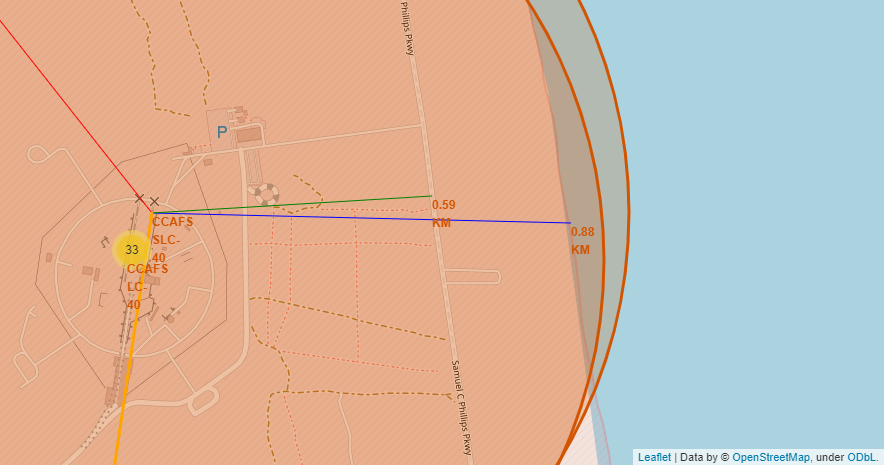 Phillips Pkwy
P
0.59
KM
CCAFS
SLC-
40
0.88
KM
33
CCAFS
LC-
40
Samuel C Phillips Pkwy
Leaflet | Data by © OpenStreetMap, under ODbL.